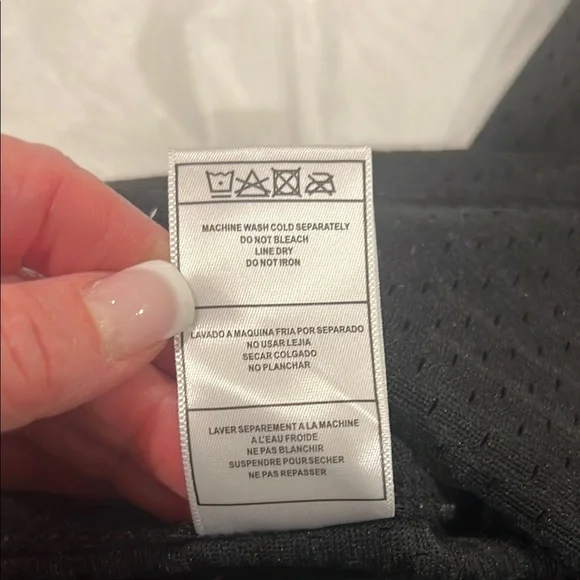 MACHINE WASH COLD SEPARATELY
DO NOT BLEACH
LINE DRY
DO NOT IRON
LAVADO A MAQUINA FRIA POR SEPARADO
NO USAR LEJIA
SECAR COLGADO
NO PLANCHAR
LAVER SEPAREMENT A LA MACHINE
A L'EAU FROIDE
NE PAS BLANCHIR
SUSPENDRE POUR SECHER
NE PAS REPASSER